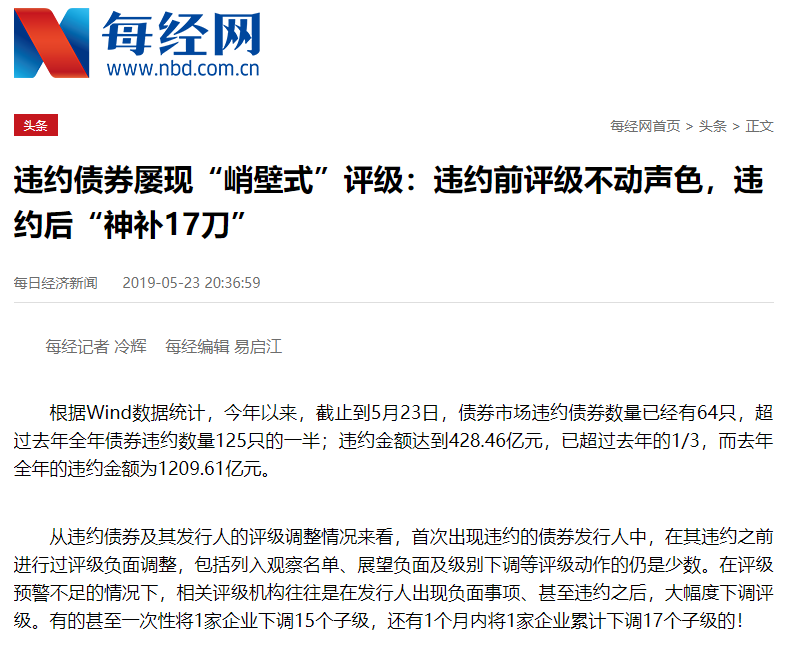 每经网
www.nbd.com.cn
头条
每经网首页 > 头条 > 正文
违约债券屡现“峭壁式”评级：违约前评级不动声色，违
约后“神补17刀”
每日经济新闻 2019-05-23 20:36:59
每经记者 冷辉 每经编辑 易启江
根据Wind数据统计，今年以来，截止到5月23日，债券市场违约债券数量已经有64只，超
过去年全年债券违约数量125只的一半；违约金额达到428.46亿元，已超过去年的1/3，而去年
全年的违约金额为1209.61亿元。
从违约债券及其发行人的评级调整情况来看，首次出现违约的债券发行人中，在其违约之前
进行过评级负面调整，包括列入观察名单、展望负面及级别下调等评级动作的仍是少数。在评级
预警不足的情况下，相关评级机构往往是在发行人出现负面事项、甚至违约之后，大幅度下调评
级。有的甚至一次性将1家企业下调15个子级，还有1个月内将1家企业累计下调17个子级的！